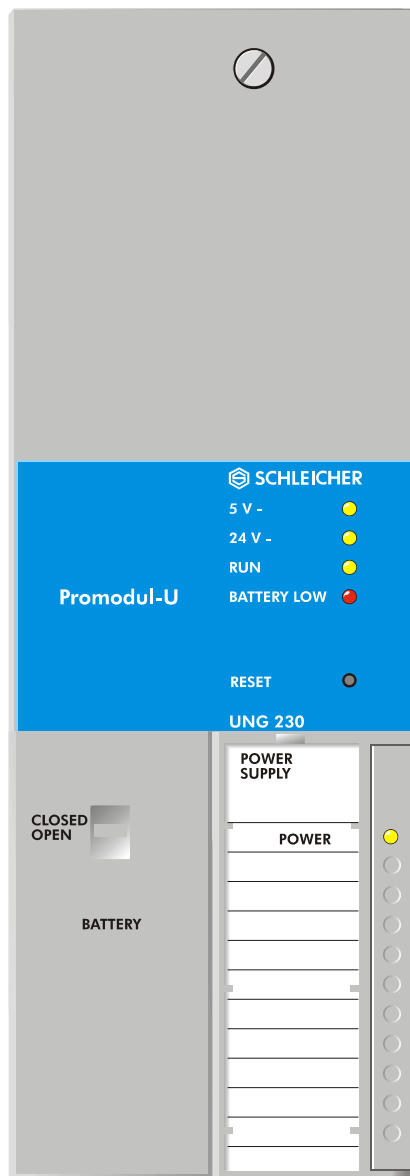 SCHLEICHER
5 V -
24 V -
RUN
Promodul-U
BATTERY LOW
RESET
UNG 230
POWER
SUPPLY
CLOSED
OPEN
POWER
BATTERY